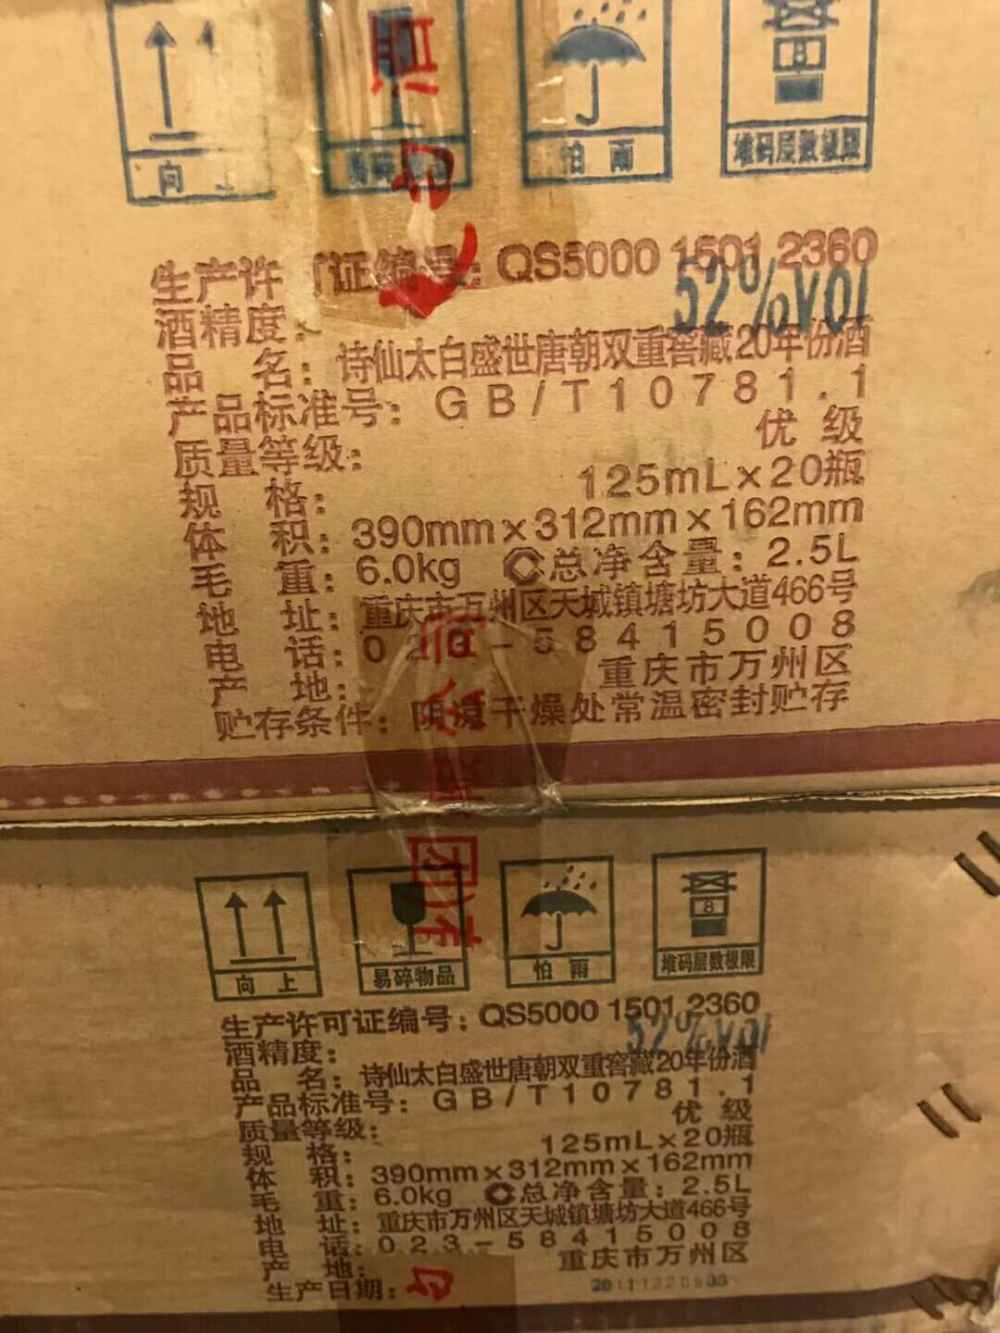 向
怕 雨
堆码层数极限
生产许可证编号：QS5000 1501 2360
酒精度： 52%vol
品 名：诗仙太白盛世唐朝双重窖藏20年份酒
产品标准号：GB/T10781.1
质量等级： 优 级
规 格： 125mL×20瓶
体 积：390mm×312mm×162mm
毛 重：6.0kg C总净含量：2.5L
地 址：重庆市万州区天城镇塘坊大道466号
电 话：023-58415008
产 地： 重庆市万州区
贮存条件：阴凉干燥处常温密封贮存
向 上
易碎物品
怕 雨
8
堆码层数极限
生产许可证编号：QS5000 1501 2360
酒精度： 52%vol
品 名：诗仙太白盛世唐朝双重窖藏20年份酒
产品标准号：GB/T10781.1
质量等级： 优 级
规 格： 125mL×20瓶
体 积：390mm×312mm×162mm
毛 重：6.0kg C总净含量：2.5L
地 址：重庆市万州区天城镇塘坊大道466号
电 话：023-58415008
产 地： 重庆市万州区
生产日期：